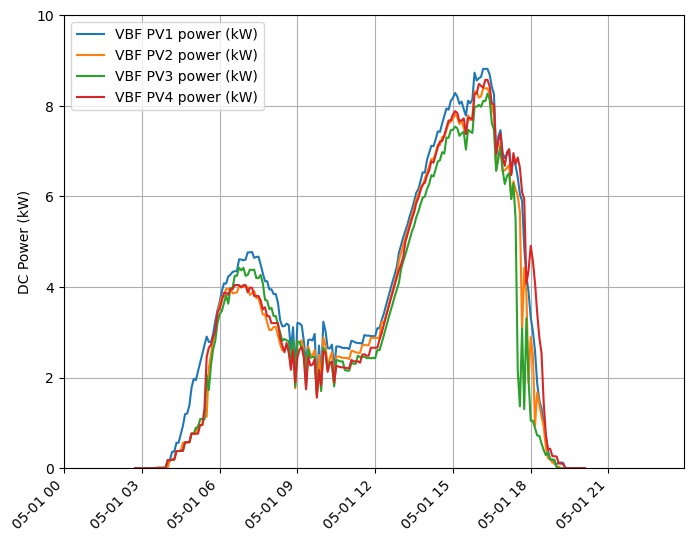 VBF PV1 power (kW)
VBF PV2 power (kW)
VBF PV3 power (kW)
VBF PV4 power (kW)
DC Power (kW)
10
8
6
4
2
0
05-01 00
05-01 03
05-01 06
05-01 09
05-01 12
05-01 15
05-01 18
05-01 21